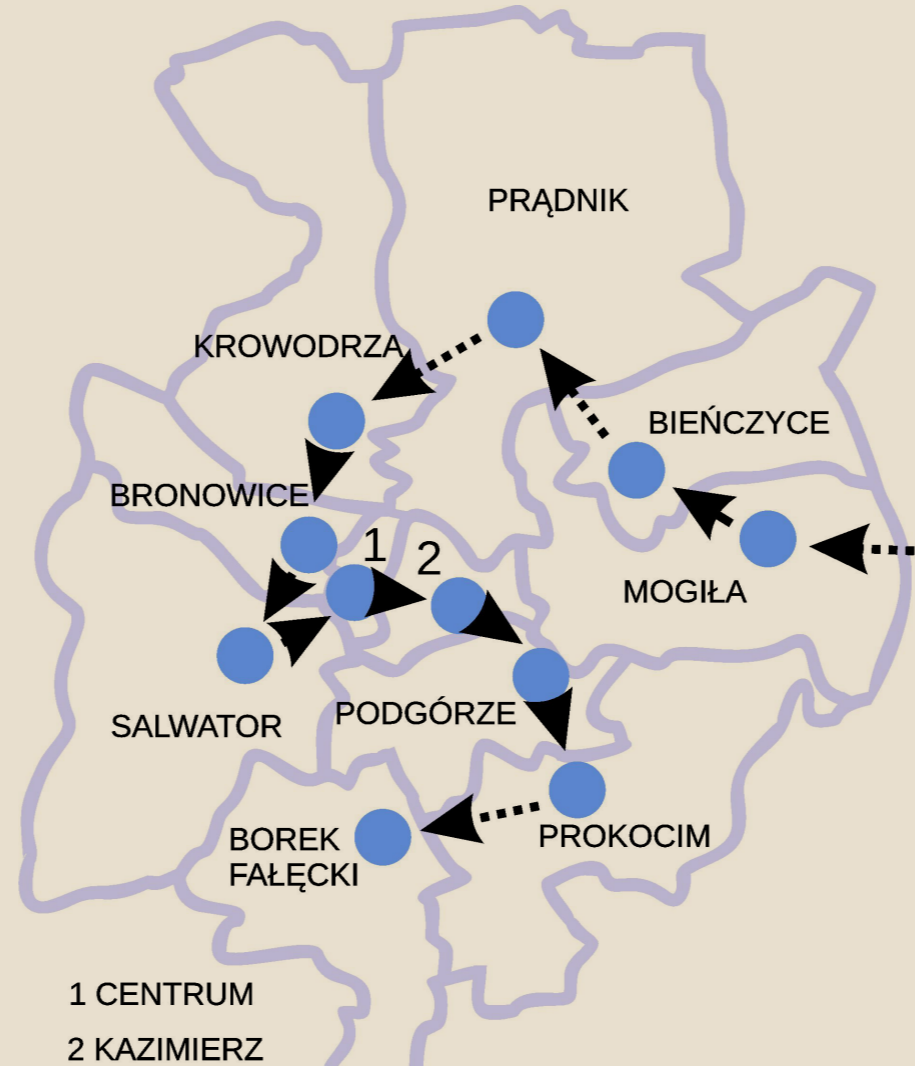 PRĄDNIK
KROWODRZA
BIEŃCZYCE
BRONOWICE
1
2
MOGIŁA
SALWATOR
PODGÓRZE
BOREK
FAŁĘCKI
PROKOCIM
1 CENTRUM
2 KAZIMIERZ